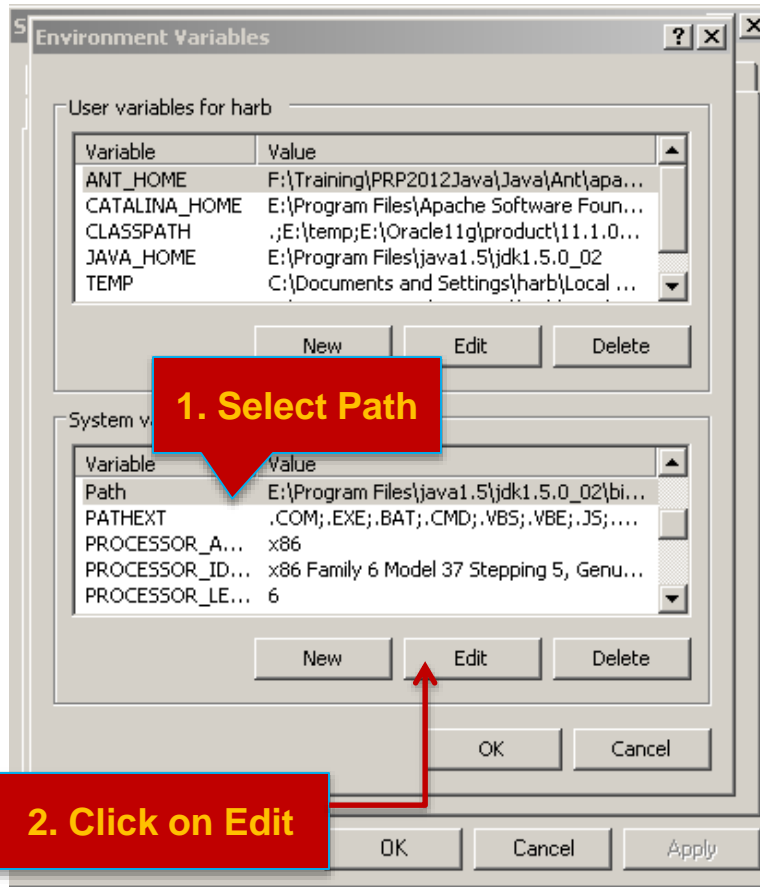 S
Environment Variables
User variables for harb
Variable Value
ANT_HOME F:\Training\PRP2012Java\Java\Ant\apa...
CATALINA_HOME E:\Program Files\Apache Software Foun...
CLASSPATH .;E:\temp;E:\Oracle11g\product\11.1.0...
JAVA_HOME E:\Program Files\java1.5\jdk1.5.0_02
TEMP C:\Documents and Settings\harb\Local ...
New Edit Delete
1. Select Path
System v
Variable Value
Path E:\Program Files\java1.5\jdk1.5.0_02\bi...
PATHEXT .COM;.EXE;.BAT;.CMD;.VBS;.VBE;.JS;....
PROCESSOR_A... x86
PROCESSOR_ID... x86 Family 6 Model 37 Stepping 5, Genu...
PROCESSOR_LE... 6
New Edit Delete
OK Cancel
2. Click on Edit
OK Cancel Apply